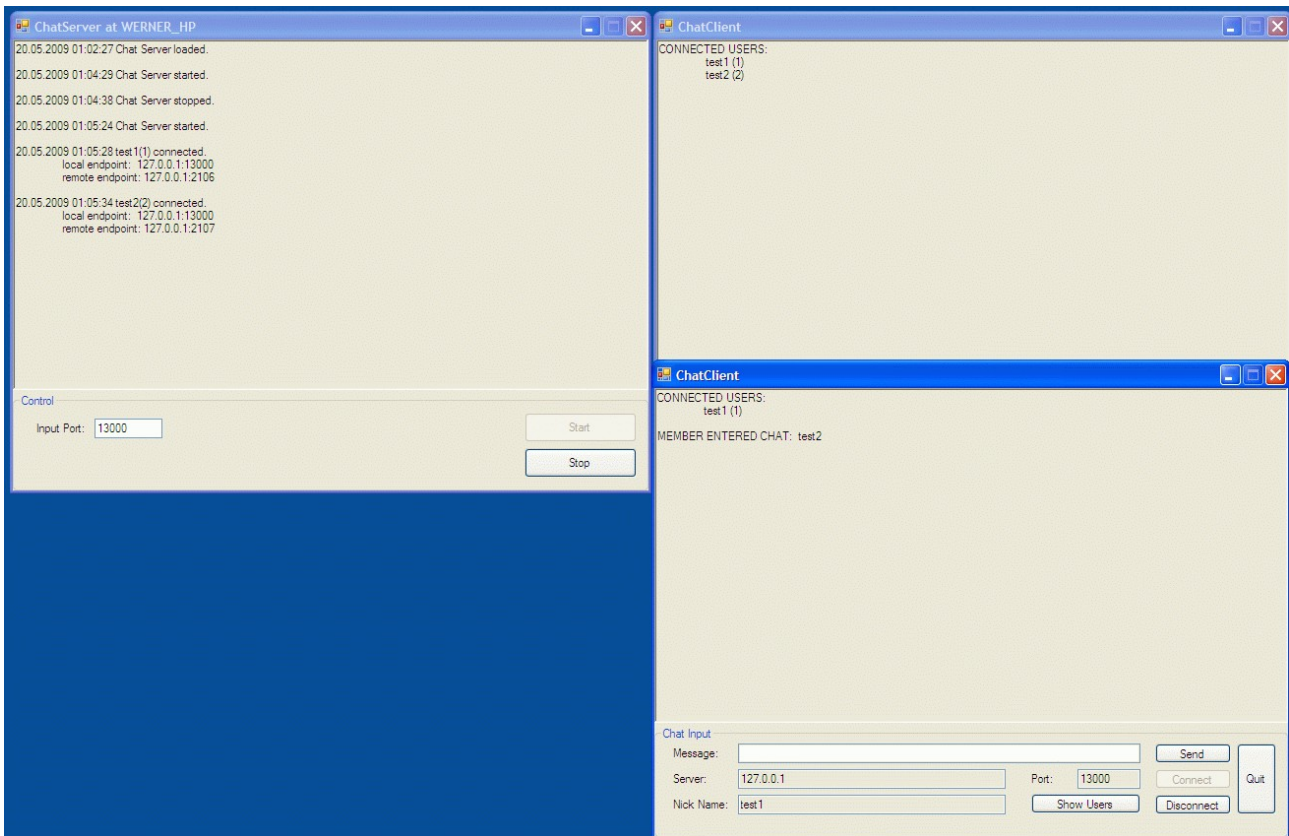 ChatServer at WERNER_HP
20.05.2009 01:02:27 Chat Server loaded.
20.05.2009 01:04:29 Chat Server started.
20.05.2009 01:04:38 Chat Server stopped.
20.05.2009 01:05:24 Chat Server started.
20.05.2009 01:05:28 test1(1) connected.
local endpoint: 127.0.0.1:13000
remote endpoint: 127.0.0.1:2106
20.05.2009 01:05:34 test2(2) connected.
local endpoint: 127.0.0.1:13000
remote endpoint: 127.0.0.1:2107
Control
Input Port: 13000
Start
Stop
ChatClient
CONNECTED USERS:
test1 (1)
test2 (2)
ChatClient
CONNECTED USERS:
test1 (1)
MEMBER ENTERED CHAT: test2
Chat Input
Message:
Send
Server: 127.0.0.1
Port: 13000
Connect
Quit
Nick Name: test1
Show Users
Disconnect